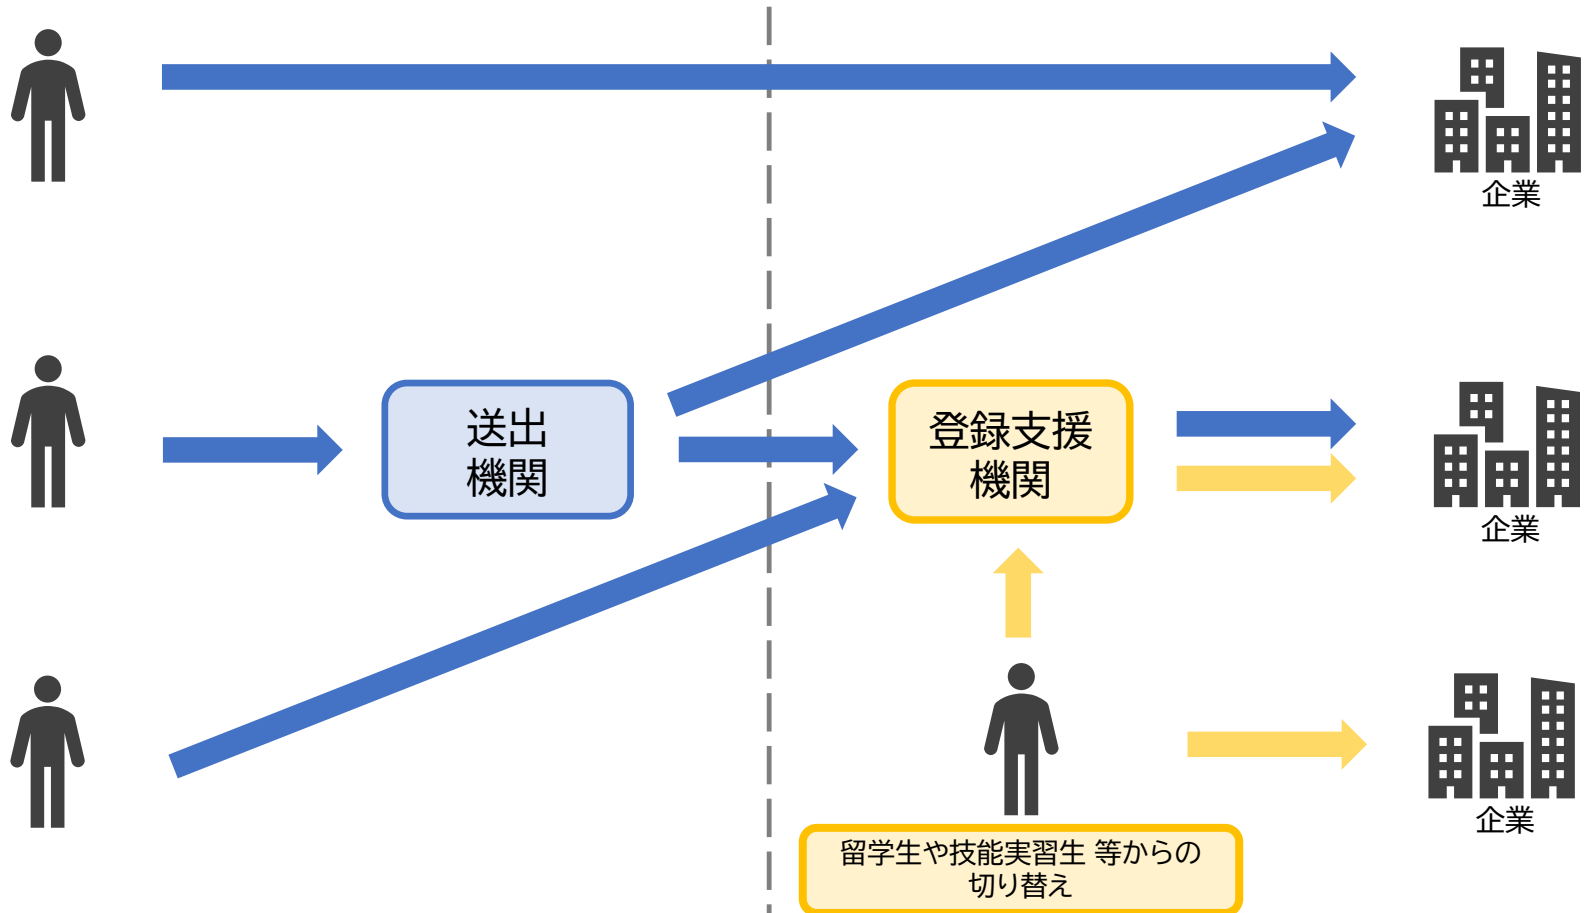 企業
送出
機関
登録支援
機関
企業
企業
留学生や技能実習生 等からの
切り替え